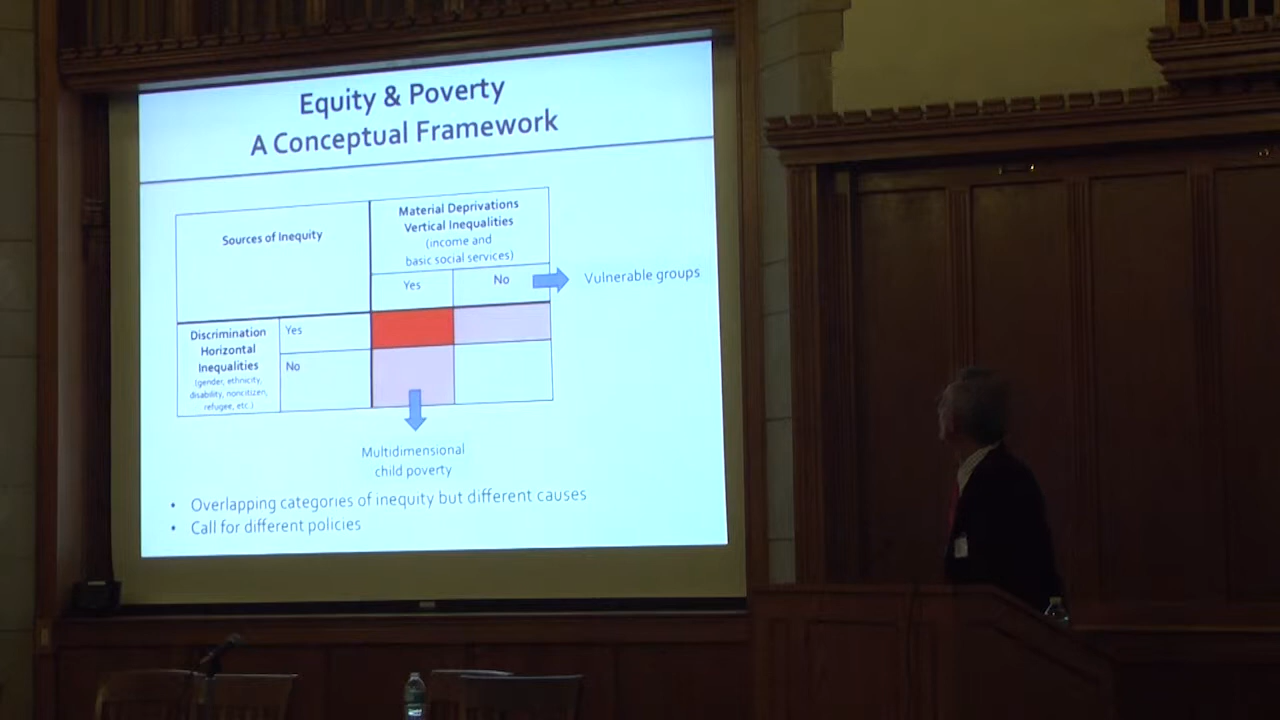 Equity & Poverty
A Conceptual Framework
Sources of Inequity
Material Deprivations
Vertical Inequalities
(income and
basic social services)
Yes
No
Vulnerable groups
Discrimination
Horizontal
Inequalities
(gender, ethnicity,
disability, noncitizen,
refugee, etc.)
Yes
No
Multidimensional
child poverty
• Overlapping categories of inequity but different causes
• Call for different policies